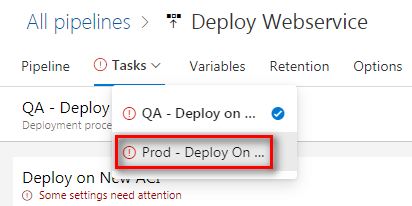 All pipelines > Deploy Webservice
Pipeline Tasks Variables Retention Options
QA - Deploy
Deployment proce
QA - Deploy on ...
Prod - Deploy On ...
Deploy on New ACI
Some settings need attention